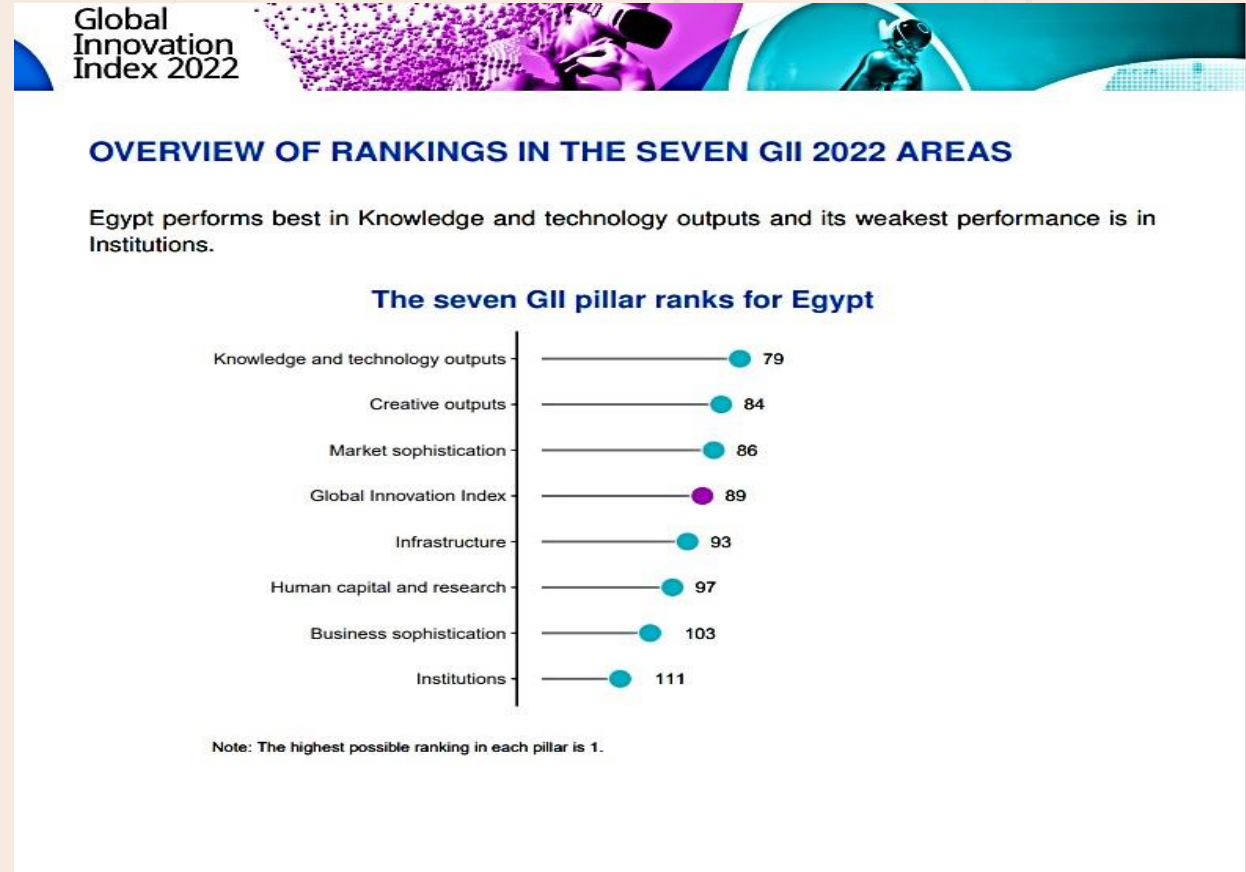 Global
Innovation
Index 2022
OVERVIEW OF RANKINGS IN THE SEVEN GII 2022 AREAS
Egypt performs best in Knowledge and technology outputs and its weakest performance is in
Institutions.
The seven GII pillar ranks for Egypt
Knowledge and technology outputs 79
Creative outputs 84
Market sophistication 86
Global Innovation Index 89
Infrastructure 93
Human capital and research 97
Business sophistication 103
Institutions 111
Note: The highest possible ranking in each pillar is 1.